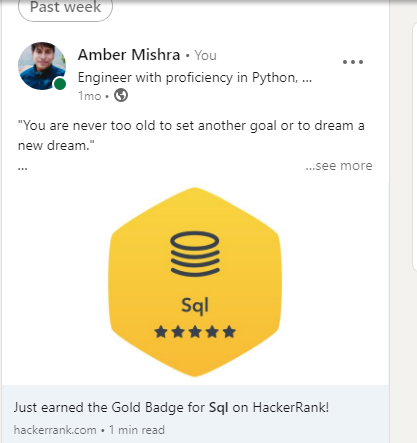 Past week
Amber Mishra • You
Engineer with proficiency in Python, ...
1mo •
"You are never too old to set another goal or to dream a
new dream."
... ...see more
Sql
Just earned the Gold Badge for Sql on HackerRank!
hackerrank.com • 1 min read